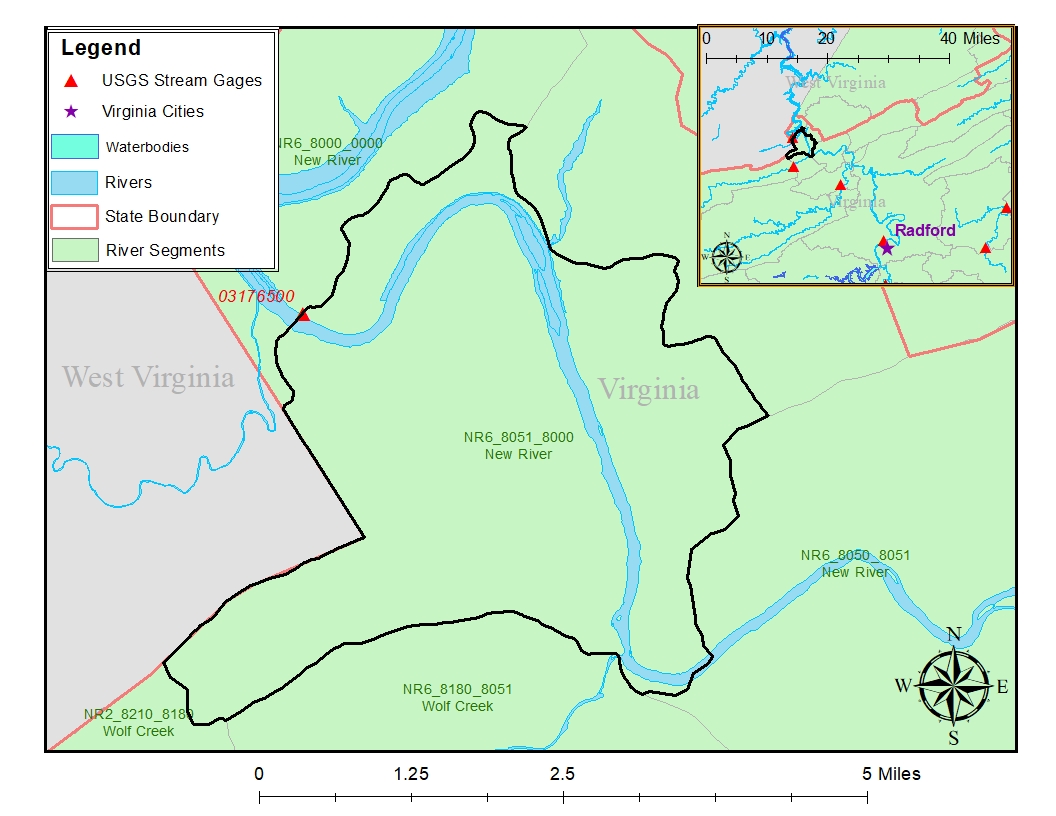 Legend
USGS Stream Gages
Virginia Cities
Waterbodies
Rivers
State Boundary
River Segments
0 10 20 40 Miles
West Virginia
Virginia
Radford
N
W E
S
NR6_8000_0000
New River
03176500
West Virginia
Virginia
NR6_8051_8000
New River
NR6_8050_8051
New River
NR6_8180_8051
Wolf Creek
NR2_8210_8180
Wolf Creek
N
W E
S
0 1.25 2.5 5 Miles